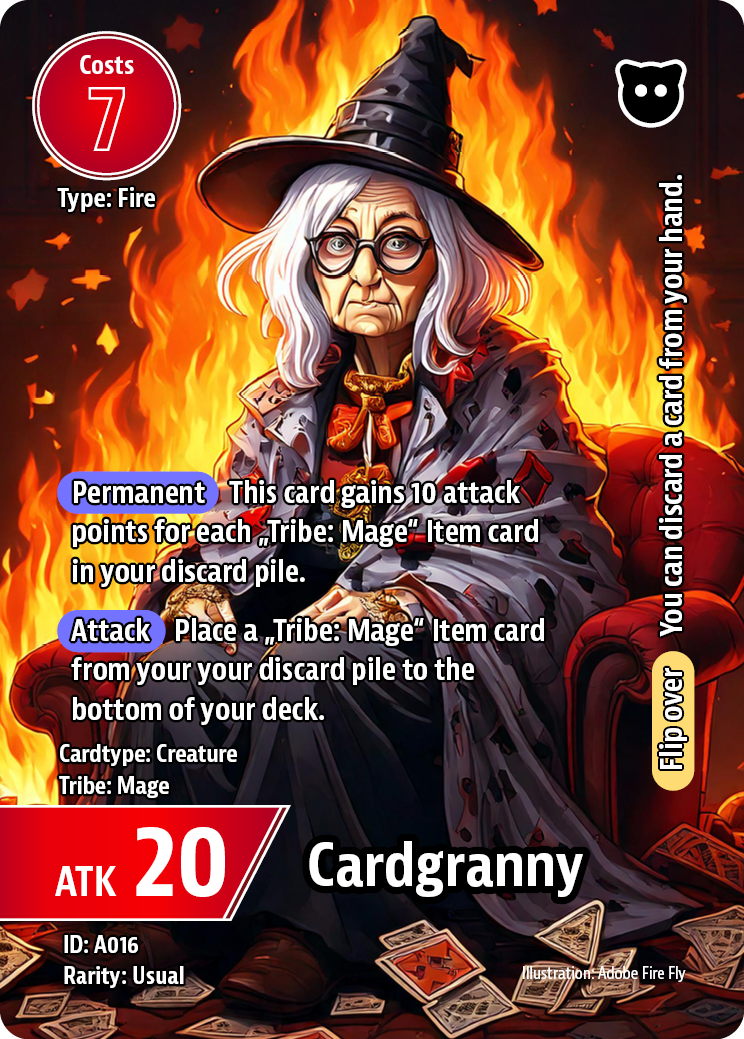 Costs
7
Type: Fire
Permanent This card gains 10 attack
points for each „Tribe: Mage“ Item card
in your discard pile.
Attack Place a „Tribe: Mage“ Item card
from your your discard pile to the
bottom of your deck.
Cardtype: Creature
Tribe: Mage
Flip over You can discard a card from your hand.
ATK 20
Cardgranny
ID: A016
Rarity: Usual
Illustration: Adobe Fire Fly